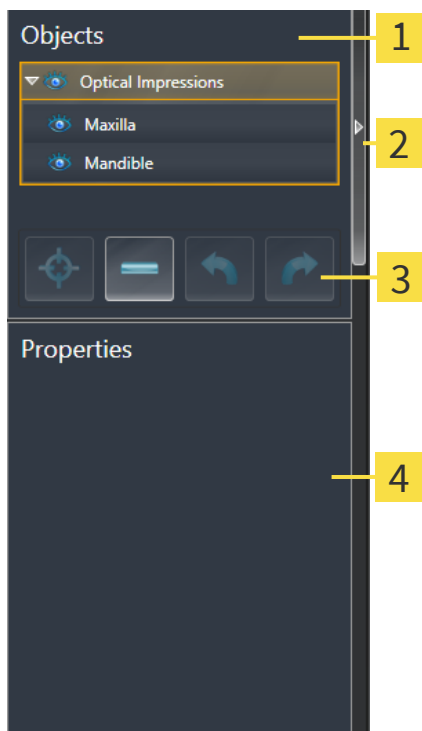 Objects
1
Optical Impressions
Maxilla
2
Mandible
3
Properties
4